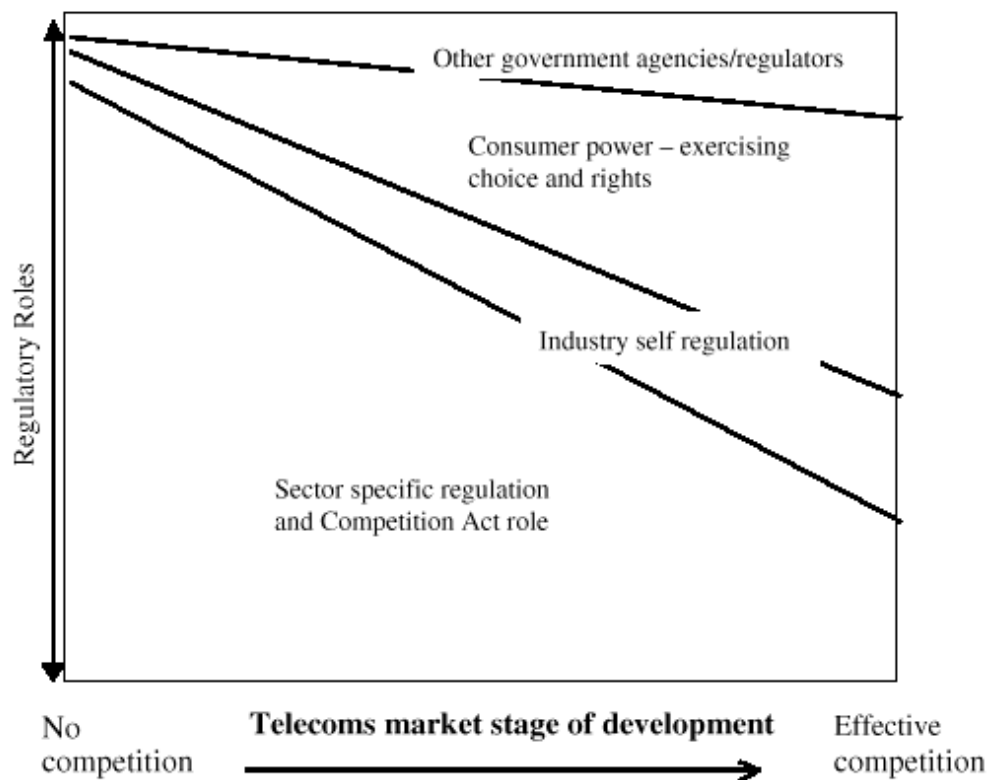 Other government agencies/regulators
Consumer power – exercising
choice and rights
Industry self regulation
Sector specific regulation
and Competition Act role
Regulatory Roles
No
competition
Telecoms market stage of development
Effective
competition